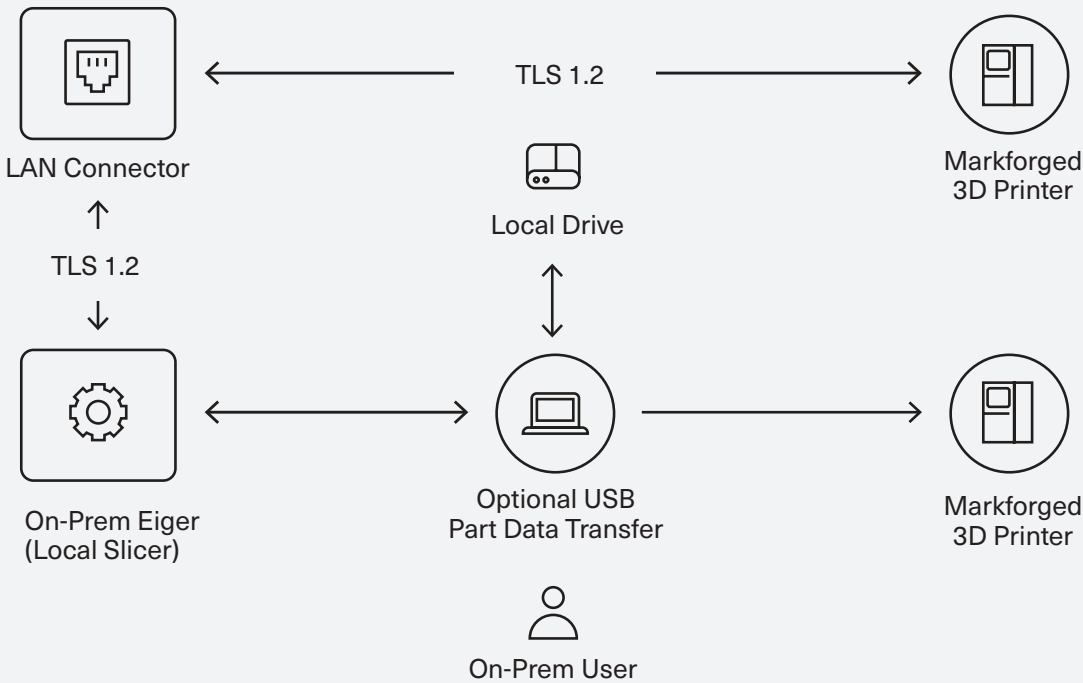 TLS 1.2
LAN Connector
Markforged
3D Printer
Local Drive
TLS 1.2
On-Prem Eiger
(Local Slicer)
Optional USB
Part Data Transfer
Markforged
3D Printer
On-Prem User